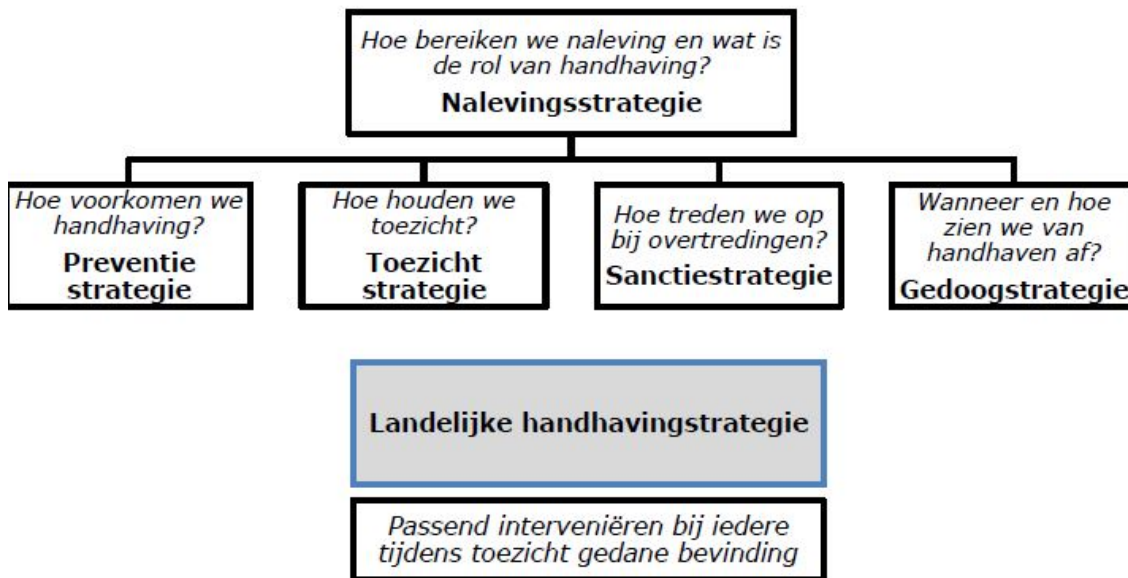 Hoe bereiken we naleving en wat is
de rol van handhaving?
Nalevingsstrategie
Hoe voorkomen we
handhaving?
Preventie
strategie
Hoe houden we
toezicht?
Toezicht
strategie
Hoe treden we op
bij overtredingen?
Sanctiestrategie
Wanneer en hoe
zien we van
handhaven af?
Gedoogstrategie
Landelijke handhavingstrategie
Passend interveniëren bij iedere
tijdens toezicht gedane bevinding